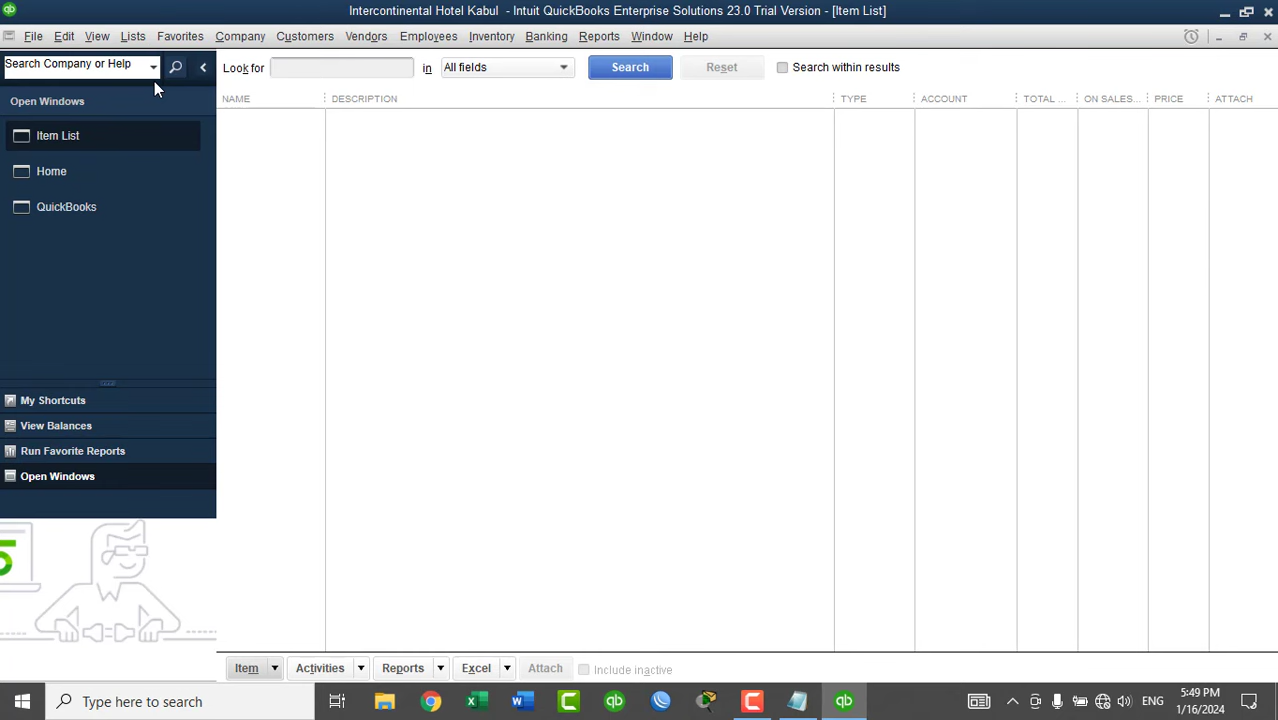 Intercontinental Hotel Kabul - Intuit QuickBooks Enterprise Solutions 23.0 Trial Version - [Item List]
File Edit View Lists Favorites Company Customers Vendors Employees Inventory Banking Reports Window Help
Search Company or Help
Look for in All fields Search Reset Search within results
Open Windows
NAME DESCRIPTION TYPE ACCOUNT TOTAL ... ON SALES... PRICE ATTACH
Item List
Home
QuickBooks
My Shortcuts
View Balances
Run Favorite Reports
Open Windows
Item Activities Reports Excel Attach Include inactive
Type here to search
ENG
5:49 PM
1/16/2024